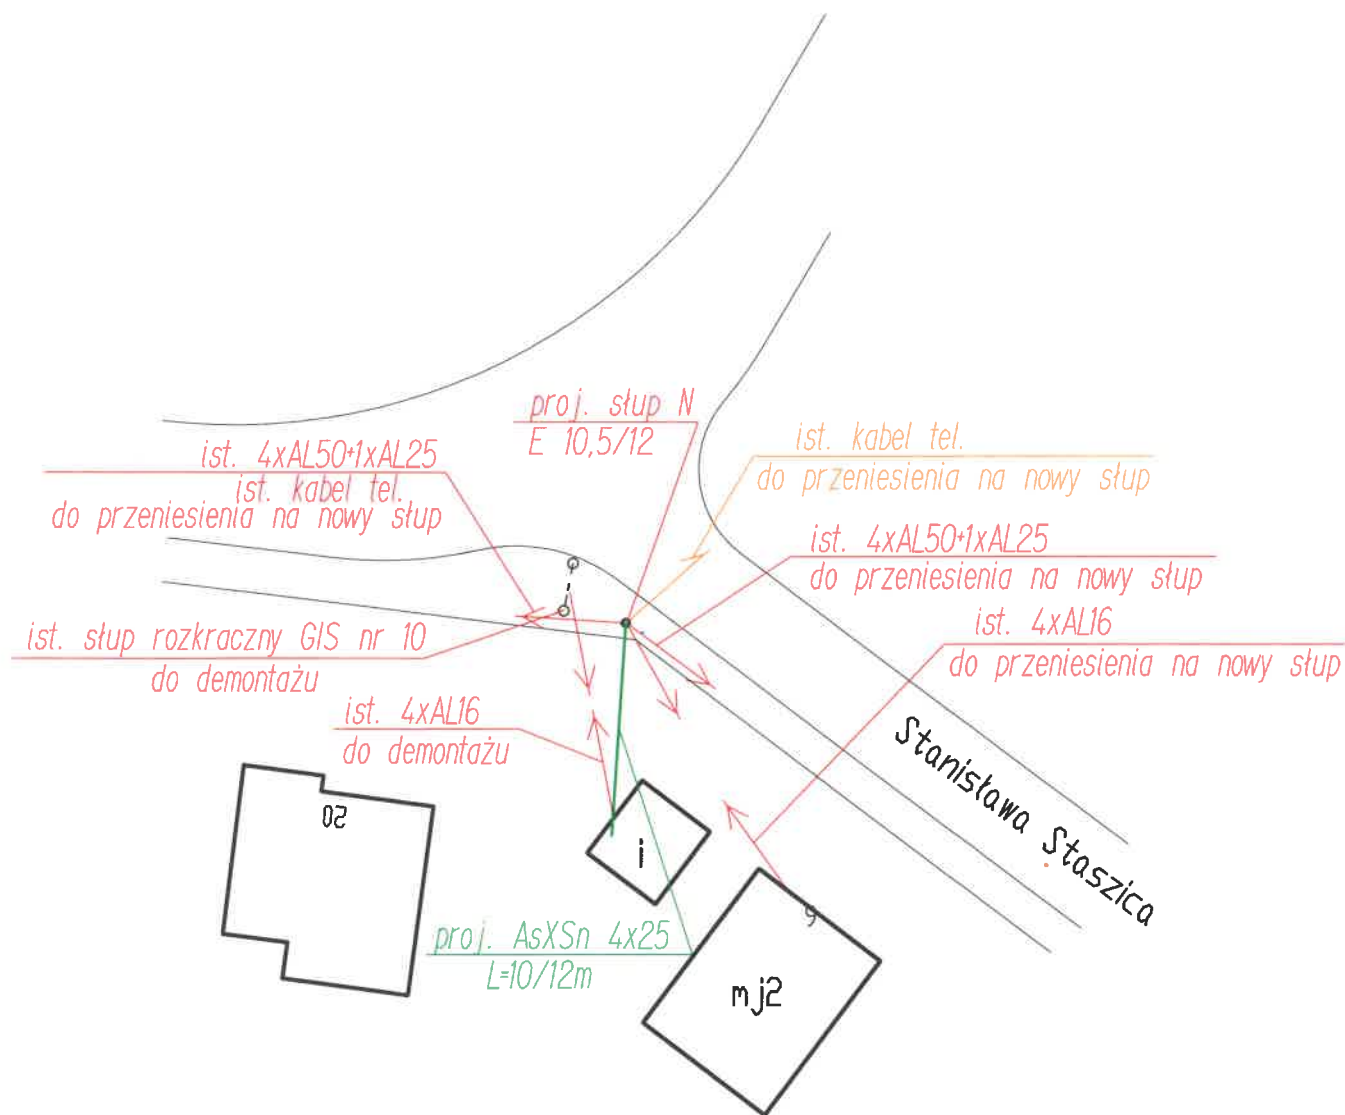 proj. słup N
E 10,5/12
ist. kabel tel.
do przeniesienia na nowy słup
ist. 4xAL50+1xAL25
ist. kabel tel.
do przeniesienia na nowy słup
ist. 4xAL50+1xAL25
do przeniesienia na nowy słup
ist. 4xAL16
do przeniesienia na nowy słup
ist. słup rozkraczny GIS nr 10
do demontażu
ist. 4xAL16
do demontażu
Stanisława Staszica
20
i
9
mj2
proj. AsXSn 4x25
L=10/12m